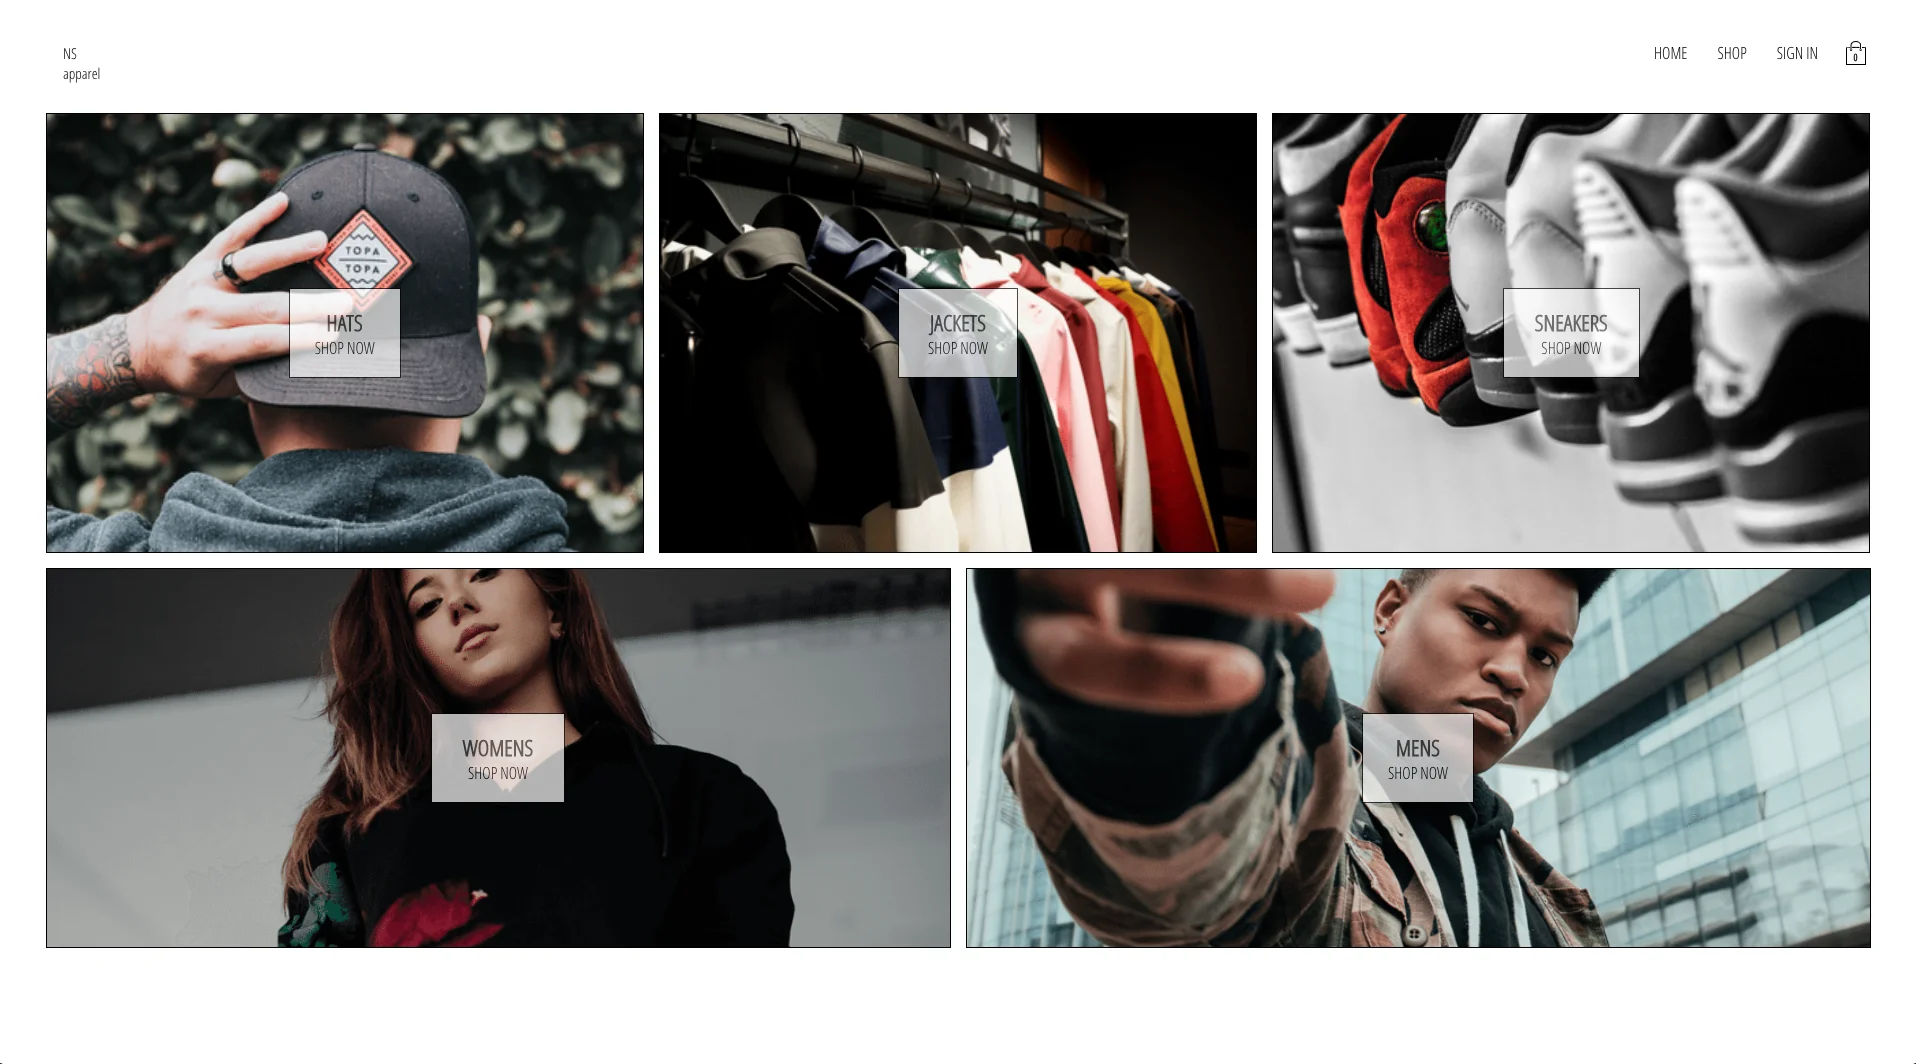 NS
apparel
HOME SHOP SIGN IN 0
TOPA
TOPA
HATS
SHOP NOW
JACKETS
SHOP NOW
SNEAKERS
SHOP NOW
WOMENS
SHOP NOW
MENS
SHOP NOW